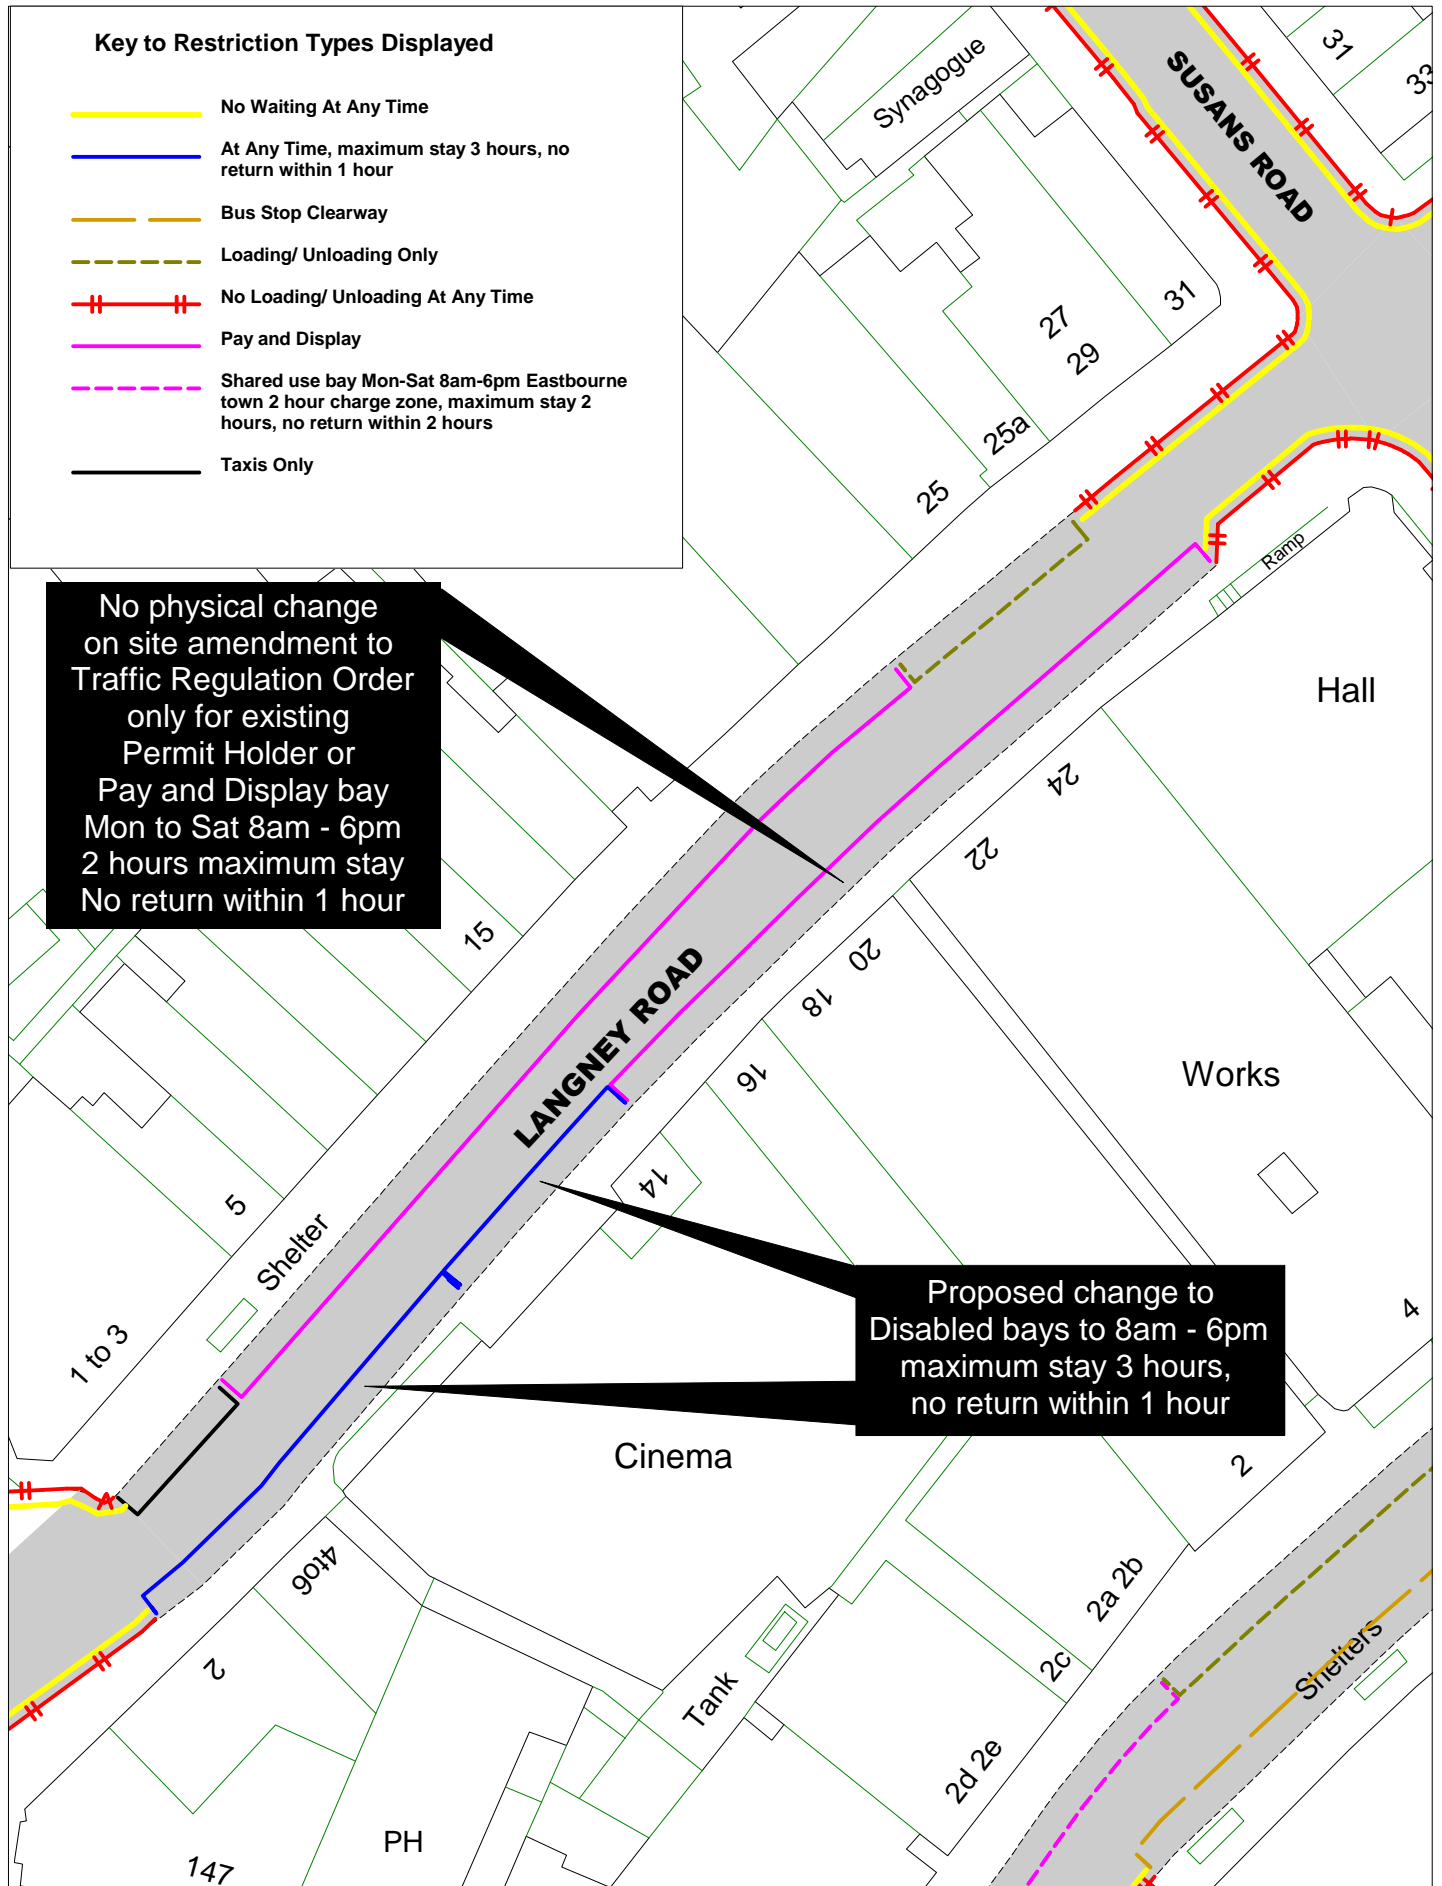 Key to Restriction Types Displayed
No Waiting At Any Time
At Any Time, maximum stay 3 hours, no
return within 1 hour
Bus Stop Clearway
Loading/ Unloading Only
No Loading/ Unloading At Any Time
Pay and Display
Shared use bay Mon-Sat 8am-6pm Eastbourne
town 2 hour charge zone, maximum stay 2
hours, no return within 2 hours
Taxis Only
Synagogue
SUSANS ROAD
31
33
27
29
31
25a
25
Ramp
Hall
No physical change
on site amendment to
Traffic Regulation Order
only for existing
Permit Holder or
Pay and Display bay
Mon to Sat 8am - 6pm
2 hours maximum stay
No return within 1 hour
24
22
20
18
16
14
15
LANGNEY ROAD
Works
5
Shelter
1 to 3
Proposed change to
Disabled bays to 8am - 6pm
maximum stay 3 hours,
no return within 1 hour
4
Cinema
2
4to6
2
2a 2b
2c
2d 2e
Shelters
Tank
PH
147